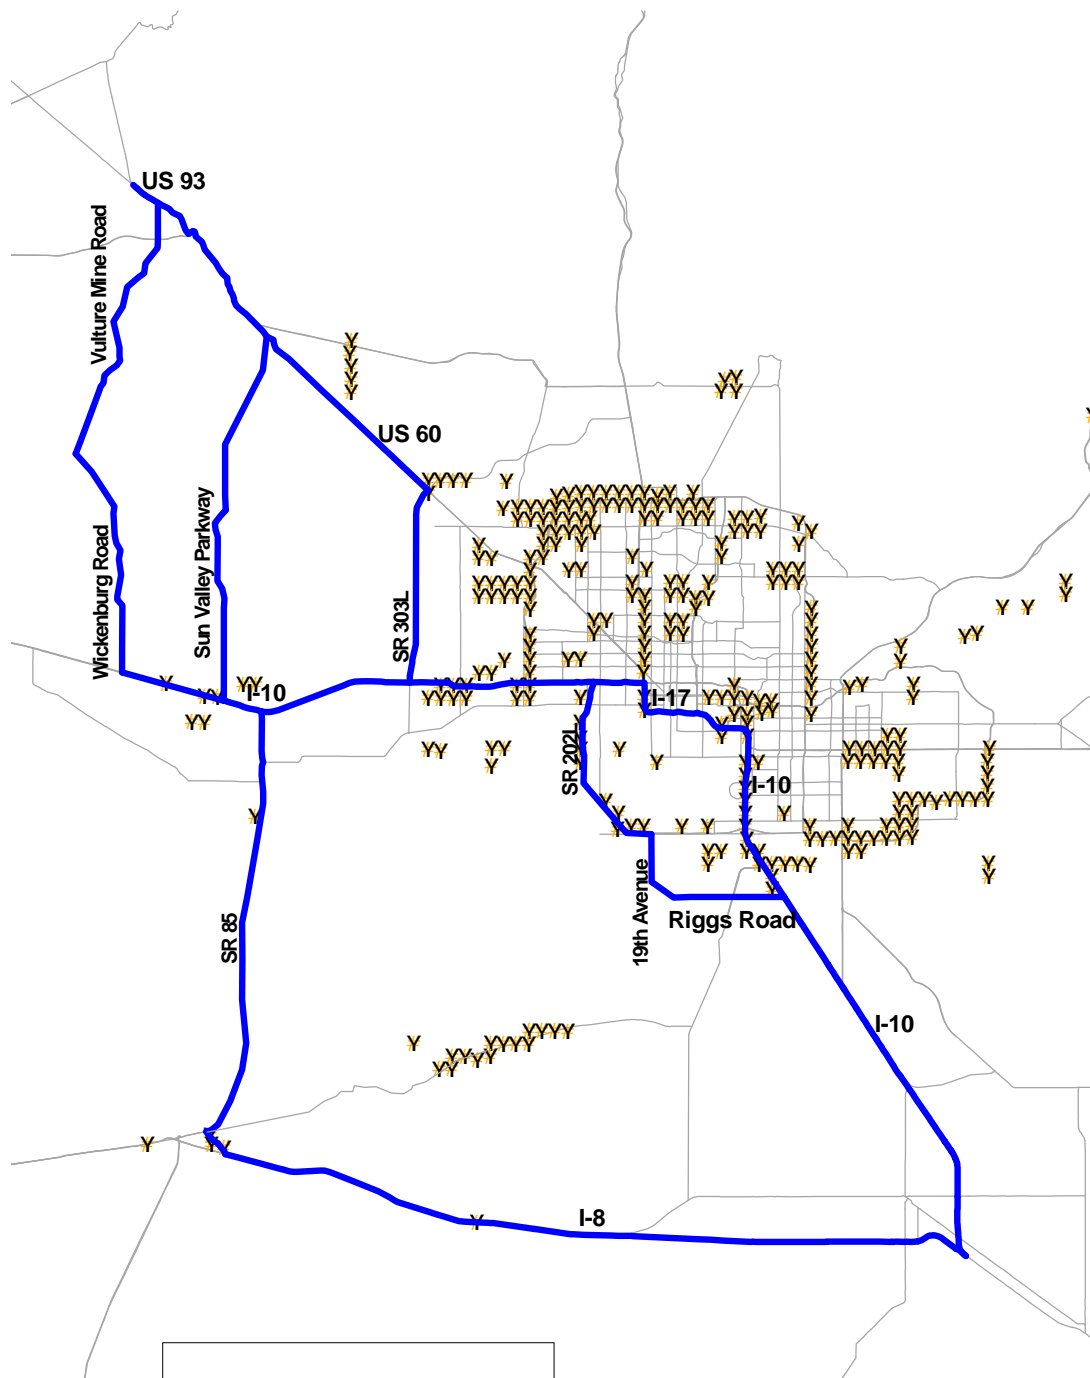 US 93
Vulture Mine Road
US 60
Sun Valley Parkway
Wickenburg Road
SR 303L
I-10
I-17
SR 202L
I-10
19th Avenue
Riggs Road
SR 85
I-10
I-8